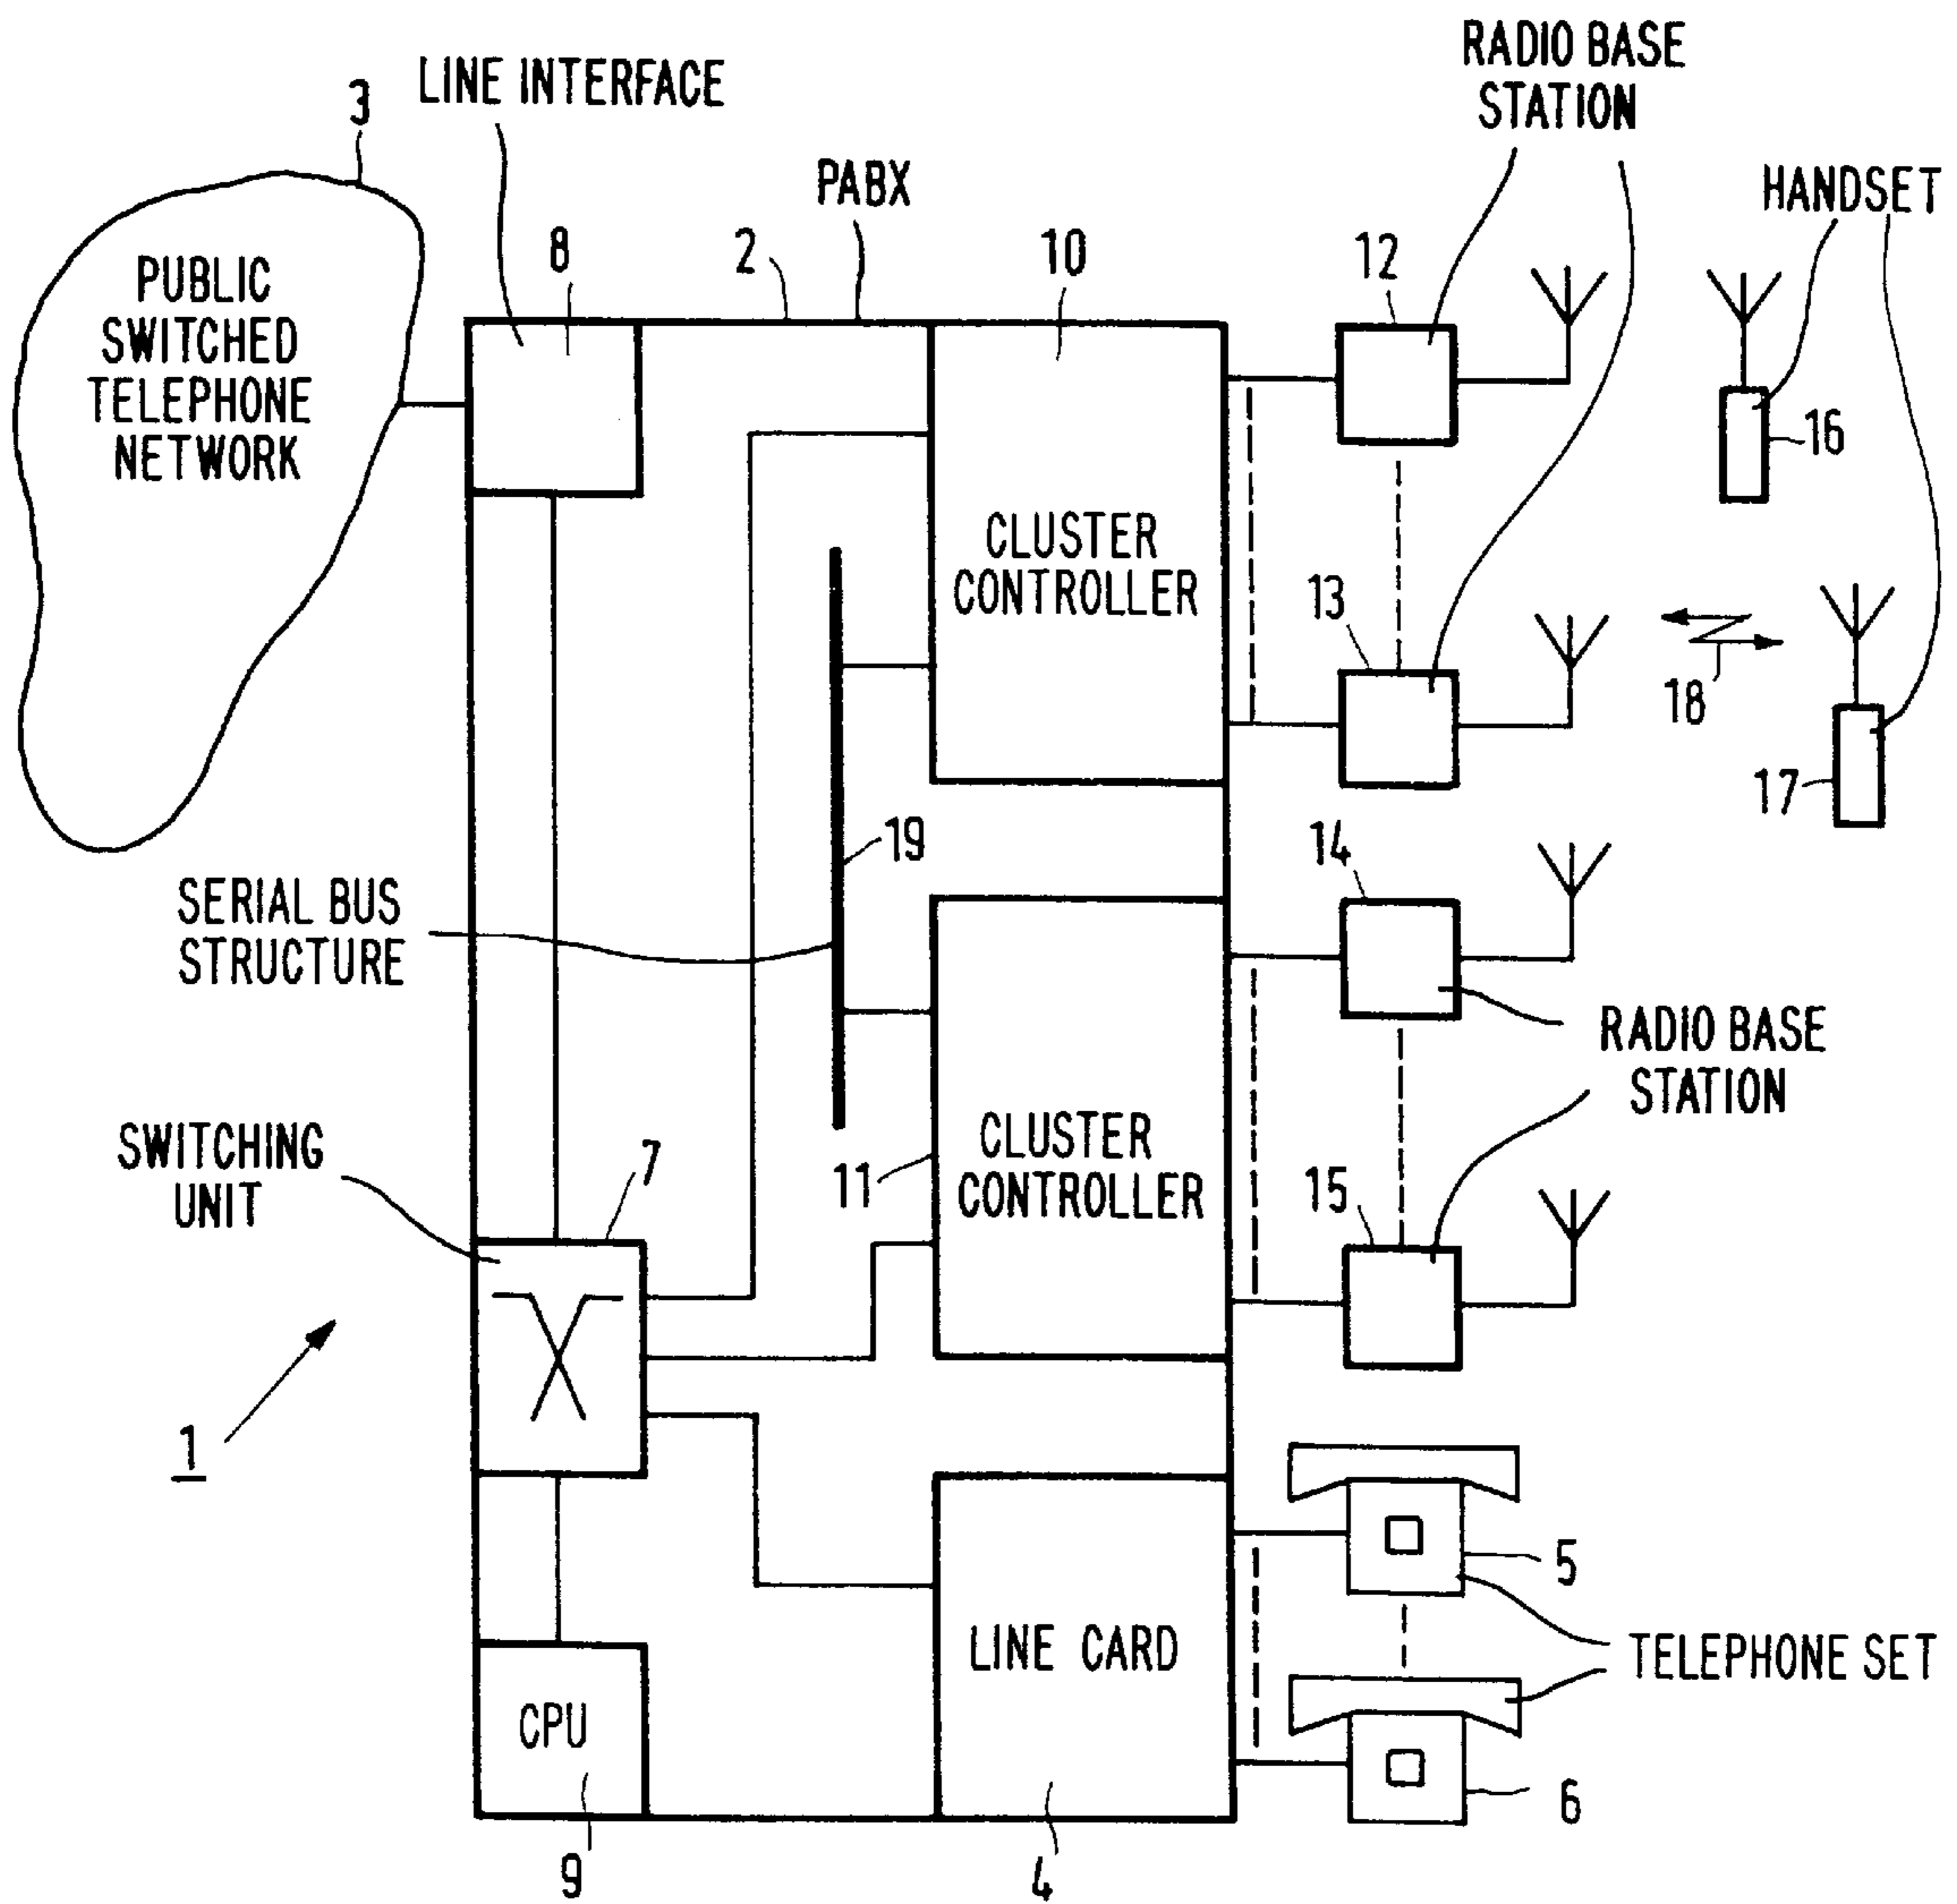 RADIO BASE
STATION
LINE INTERFACE
3
PABX
HANDSET
8
2
10
12
PUBLIC
SWITCHED
TELEPHONE
NETWORK
16
CLUSTER
CONTROLLER
13
18
17
19
14
SERIAL BUS
STRUCTURE
RADIO BASE
STATION
SWITCHING
UNIT
7
11
CLUSTER
CONTROLLER
15
1
5
LINE CARD
TELEPHONE SET
CPU
6
9
4